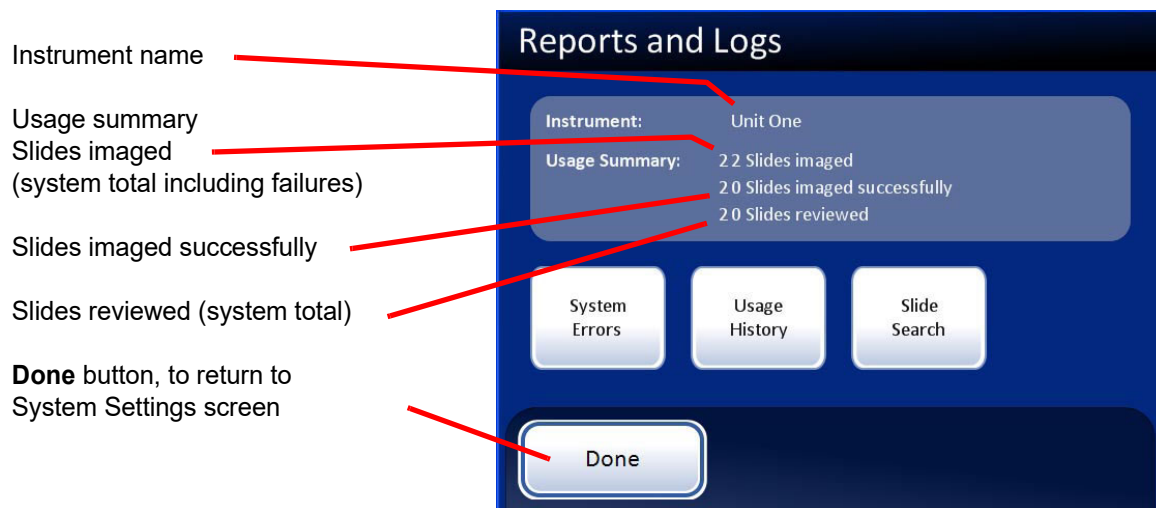 Instrument name
Usage summary
Slides imaged
(system total including failures)
Slides imaged successfully
Slides reviewed (system total)
Done button, to return to
System Settings screen
Reports and Logs
Instrument: Unit One
Usage Summary: 22 Slides imaged
20 Slides imaged successfully
20 Slides reviewed
System
Errors
Usage
History
Slide
Search
Done